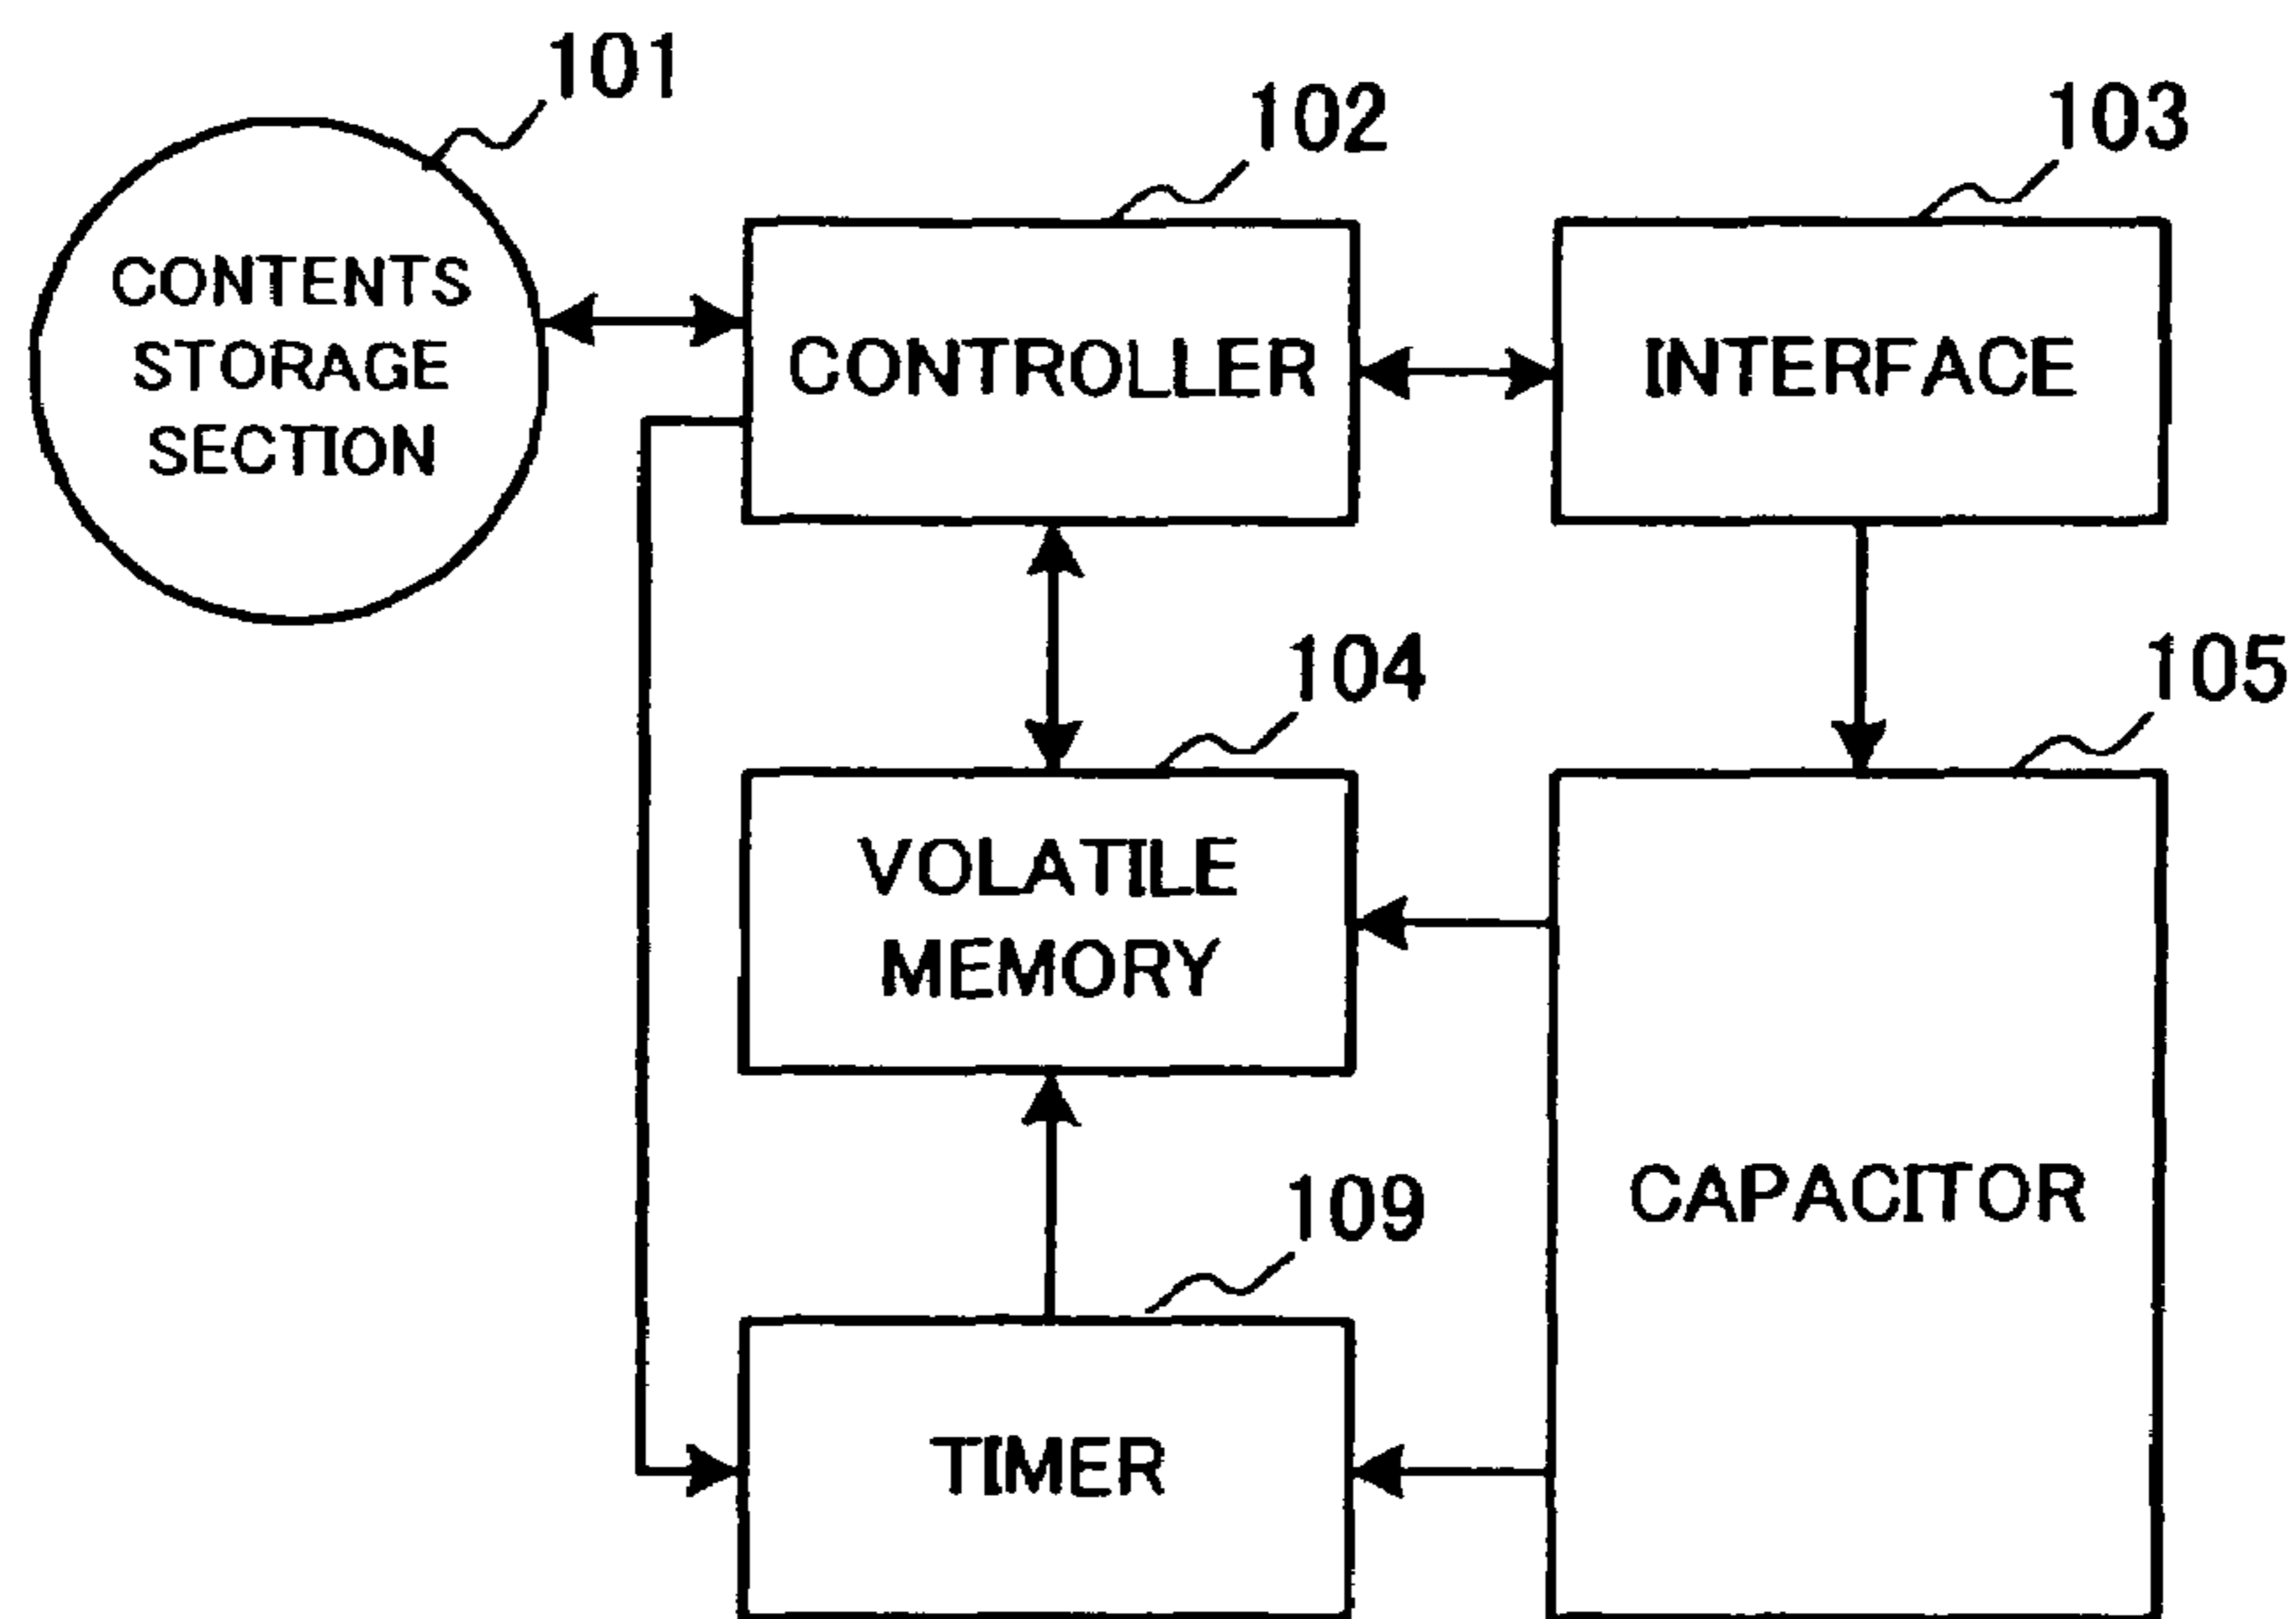 101
102
103
CONTENTS
STORAGE
SECTION
CONTROLLER
INTERFACE
104
105
VOLATILE
MEMORY
CAPACITOR
109
TIMER